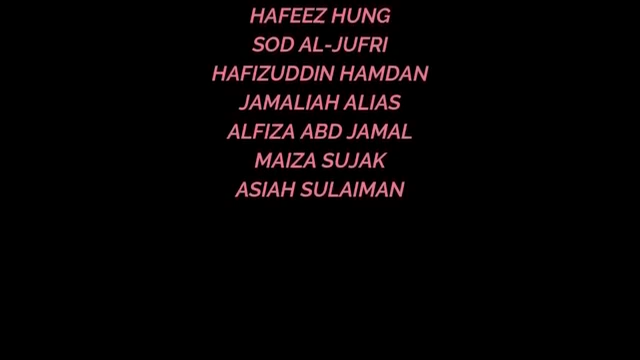 HAFEEZ HUNG
SOD AL-JUFRI
HAFIZUDDIN HAMDAN
JAMALIAH ALIAS
ALFIZA ABD JAMAL
MAIZA SUJAK
ASIAH SULAIMAN